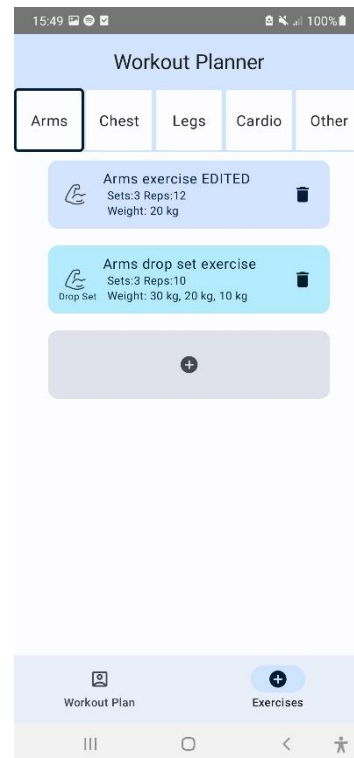 15:49 100%
Workout Planner
Arms Chest Legs Cardio Other
Arms exercise EDITED
Sets:3 Reps:12
Weight: 20 kg
Arms drop set exercise
Sets:3 Reps:10
Drop Set Weight: 30 kg, 20 kg, 10 kg
Workout Plan Exercises